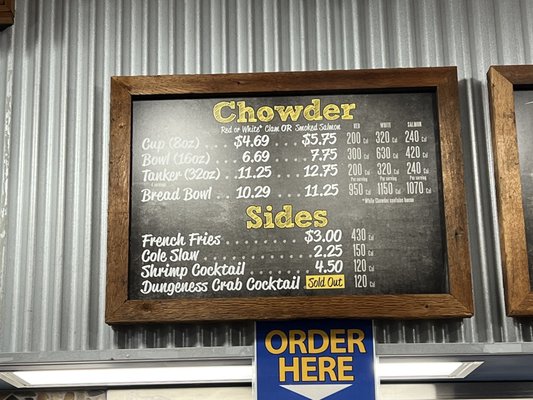 Chowder
Red or White* Clam OR Smoked Salmon RED WHITE SALMON
Cup (8oz) . . $4.69 . . . $5.75 200 Cal 320 Cal 240 Cal
Bowl (16oz) . . 6.69 . . . . 7.75 300 Cal 630 Cal 420 Cal
Tanker (32oz) . . 11.25 . . . 12.75 200 Cal 320 Cal 240 Cal
Per serving Per serving Per serving
Bread Bowl . . . 10.29 . . . . 11.25 950 Cal 1150 Cal 1070 Cal
* White Chowder contains bacon
Sides
French Fries . . . . . . . . $3.00 430 Cal
Cole Slaw . . . . . . . . . . 2.25 150 Cal
Shrimp Cocktail . . . . . . . 4.50 120 Cal
Dungeness Crab Cocktail Sold Out 120 Cal
ORDER
HERE